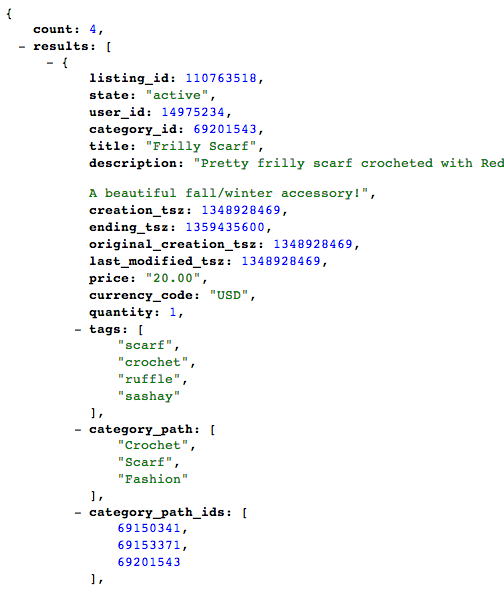 {
count: 4,
- results: [
- {
listing_id: 110763518,
state: "active",
user_id: 14975234,
category_id: 69201543,
title: "Frilly Scarf",
description: "Pretty frilly scarf crocheted with Red
A beautiful fall/winter accessory!",
creation_tsz: 1348928469,
ending_tsz: 1359435600,
original_creation_tsz: 1348928469,
last_modified_tsz: 1348928469,
price: "20.00",
currency_code: "USD",
quantity: 1,
- tags: [
"scarf",
"crochet",
"ruffle",
"sashay"
],
- category_path: [
"Crochet",
"Scarf",
"Fashion"
],
- category_path_ids: [
69150341,
69153371,
69201543
],